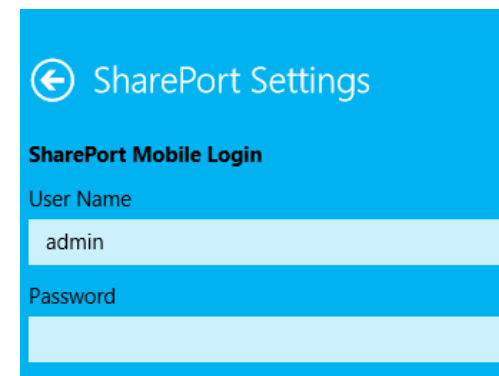 SharePort Settings
SharePort Mobile Login
User Name
admin
Password